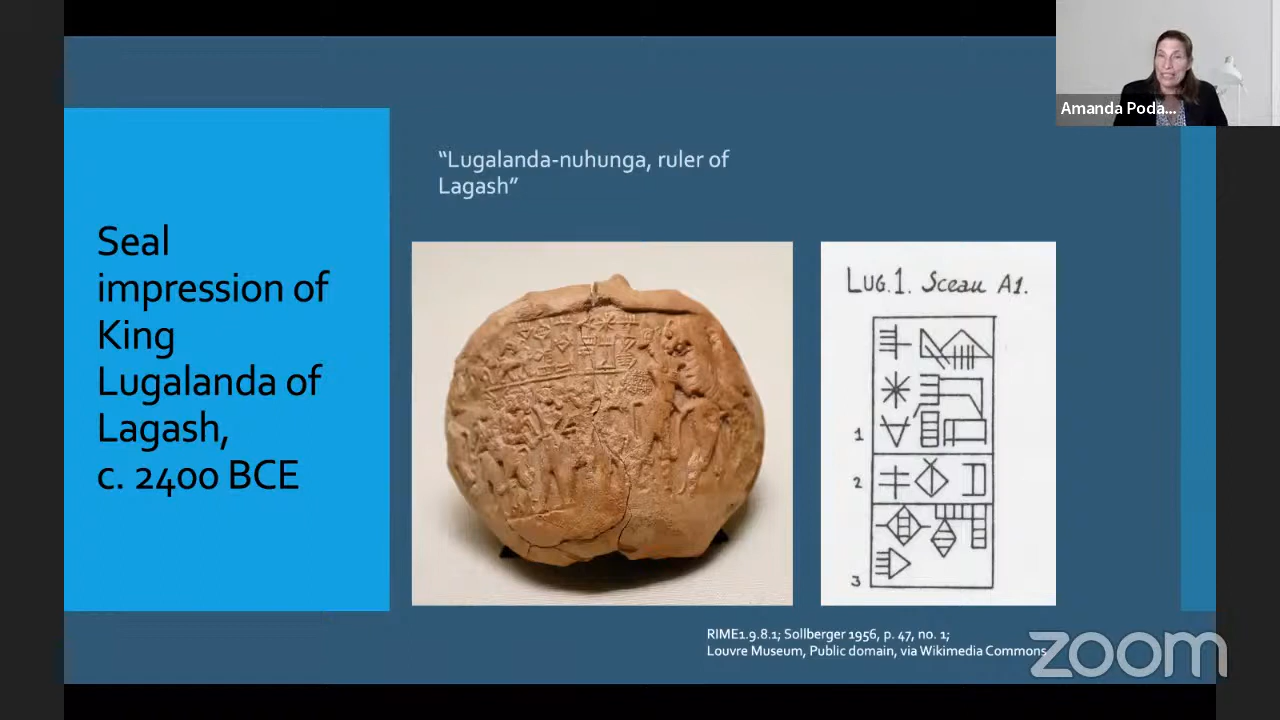 Amanda Poda...
“Lugalanda-nuhunga, ruler of
Lagash”
Seal
impression of
King
Lugalanda of
Lagash,
c. 2400 BCE
LUG.1. Sceau A1.
1
2
3
RIME1.9.8.1; Sollberger 1956, p. 47, no. 1;
Louvre Museum, Public domain, via Wikimedia Commons
zoom